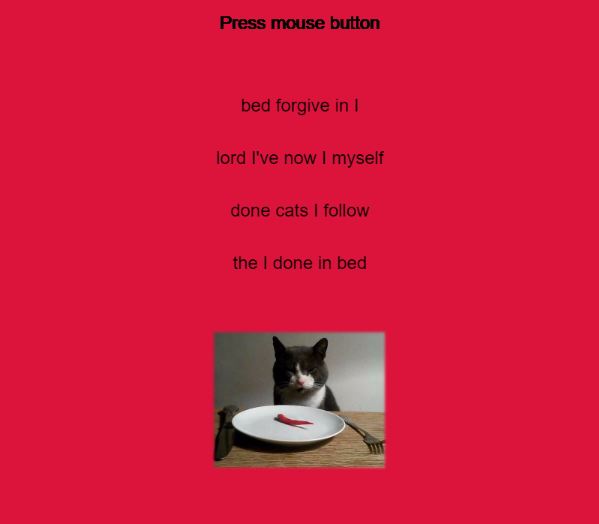 Press mouse button
bed forgive in I
lord I've now I myself
done cats I follow
the I done in bed